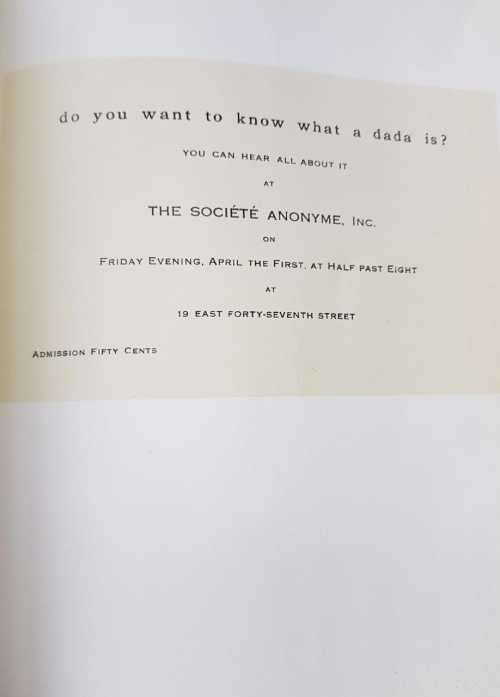 do you want to know what a dada is?
YOU CAN HEAR ALL ABOUT IT
AT
THE SOCIÉTÉ ANONYME, INC.
ON
FRIDAY EVENING, APRIL THE FIRST, AT HALF PAST EIGHT
AT
19 EAST FORTY-SEVENTH STREET
ADMISSION FIFTY CENTS